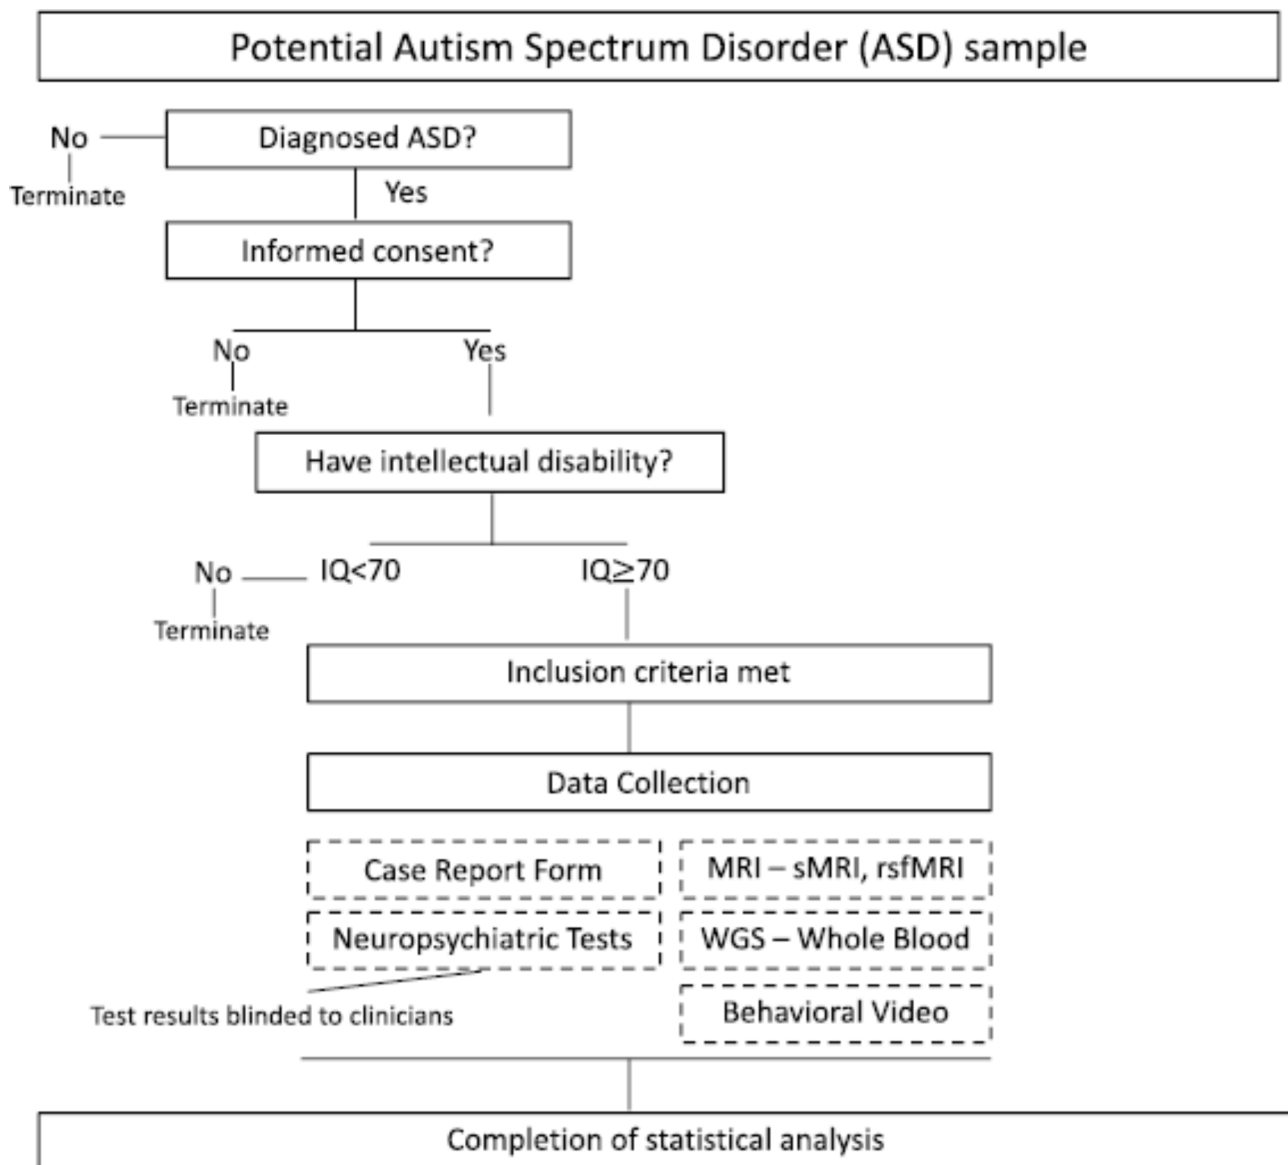 Potential Autism Spectrum Disorder (ASD) sample
Diagnosed ASD?
No
Terminate
Yes
Informed consent?
No
Yes
Terminate
Have intellectual disability?
No
IQ<70
IQ≥70
Terminate
Inclusion criteria met
Data Collection
Case Report Form
MRI – sMRI, rsfMRI
Neuropsychiatric Tests
WGS – Whole Blood
Test results blinded to clinicians
Behavioral Video
Completion of statistical analysis